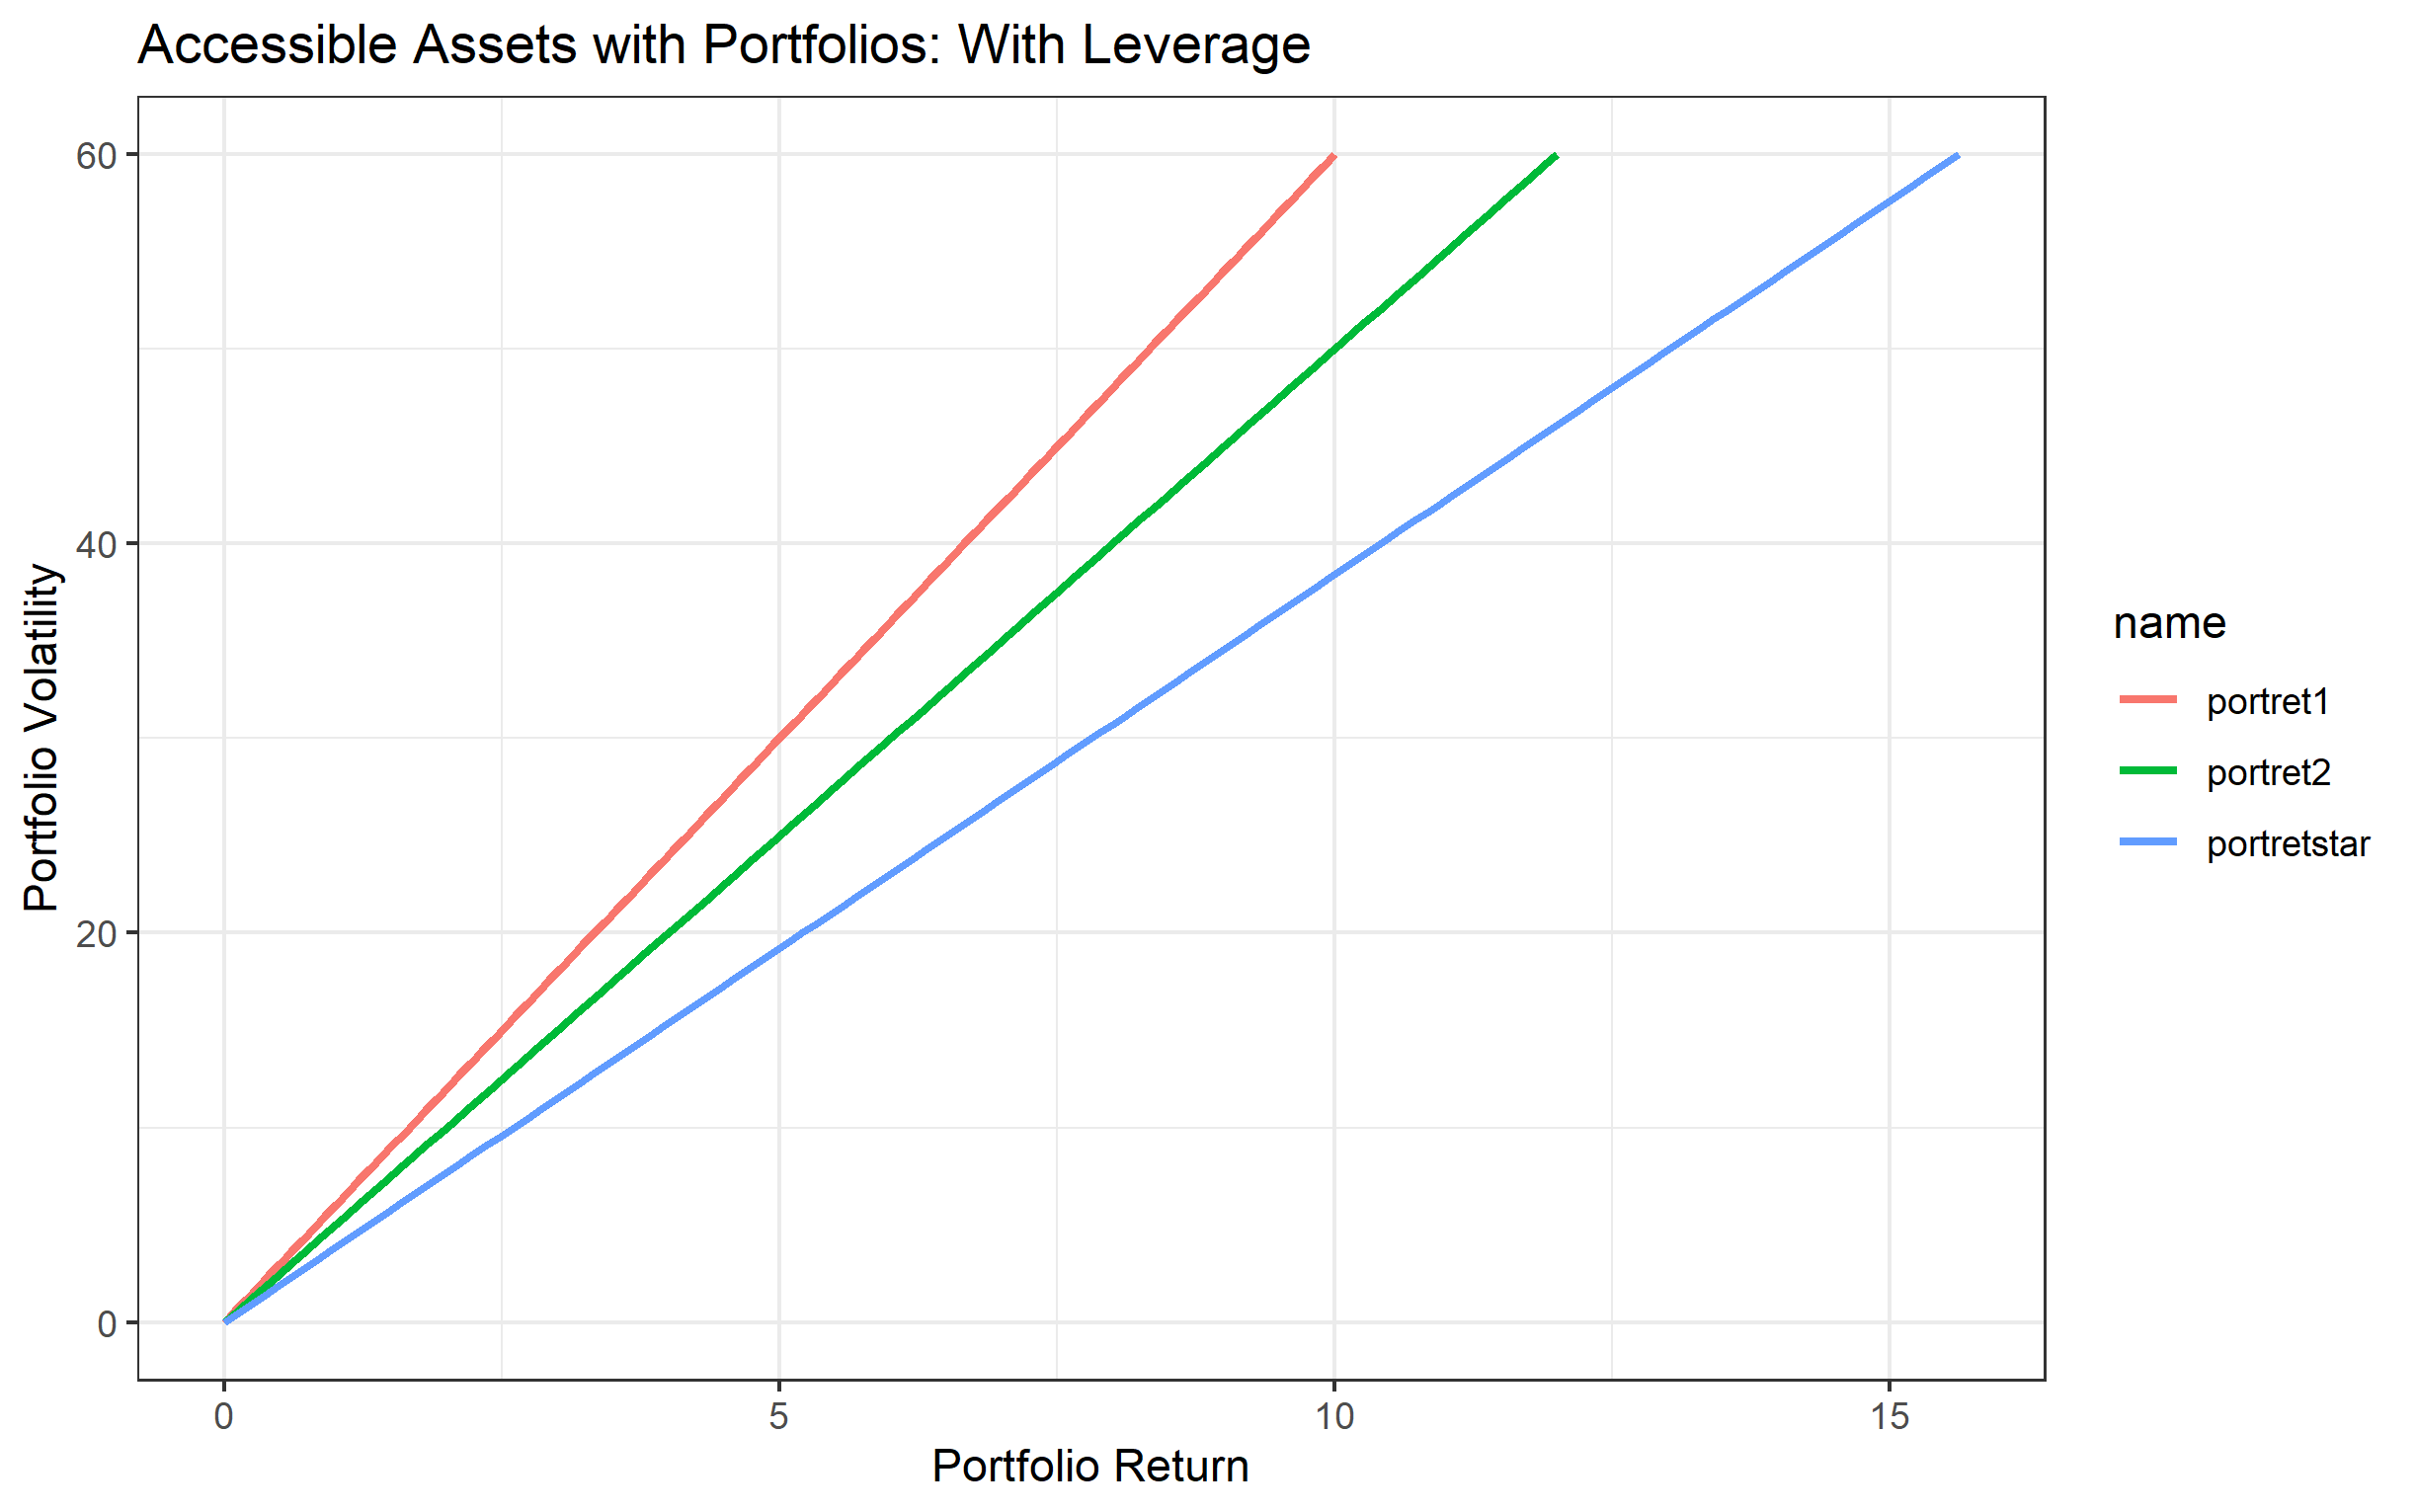 Accessible Assets with Portfolios: With Leverage
60
40
20
0
Portfolio Volatility
0 5 10 15
Portfolio Return
name
portret1
portret2
portretstar